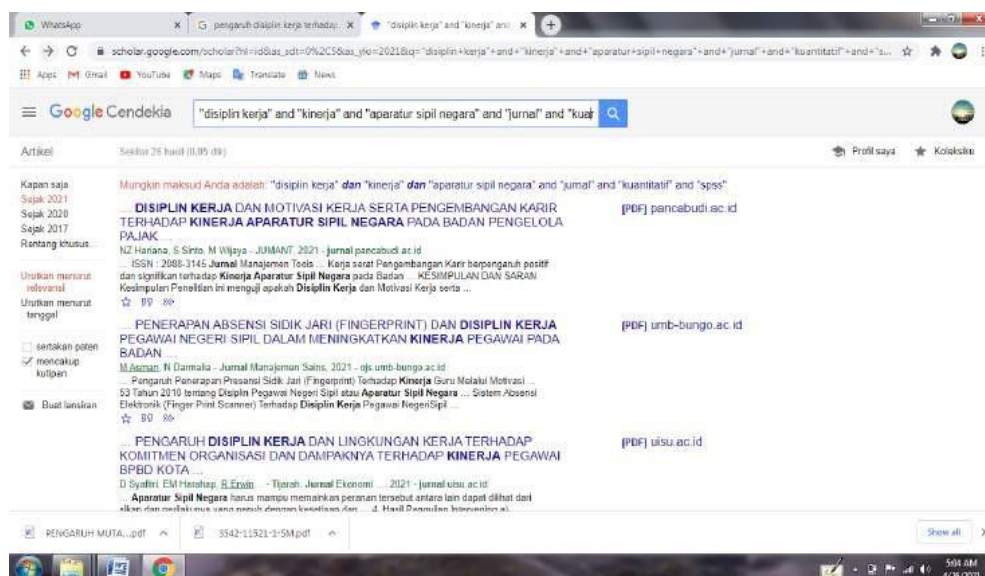 WhatsApp
pengaruh disiplin kerja terhadap
"disiplin kerja" and "kinerja" and
scholar.google.com/scholar?hl=id&as_sdt=0%2C5&as_ylo=2021&q="disiplin+kerja"+and+"kinerja"+and+"aparatur+sipil+negara"+and+"jurnal"+and+"kuantitatif"+and+"s...
Apps Gmail YouTube Maps Translate News
Google Cendekia
"disiplin kerja" and "kinerja" and "aparatur sipil negara" and "jurnal" and "kuar
Artikel
Sekitar 26 hasil (0,05 dtk)
Profil saya
Koleksiku
Kapan saja
Sejak 2021
Sejak 2020
Sejak 2017
Rentang khusus...
Urutkan menurut
relevansi
Urutkan menurut
tanggal
sertakan paten
mencakup
kutipan
Buat lansiran
Mungkin maksud Anda adalah: "disiplin kerja" dan "kinerja" dan "aparatur sipil negara" and "jurnal" and "kuantitatif" and "spss"
... DISIPLIN KERJA DAN MOTIVASI KERJA SERTA PENGEMBANGAN KARIR
TERHADAP KINERJA APARATUR SIPIL NEGARA PADA BADAN PENGELOLA
PAJAK ...
NZ Hariana, S Sinto, M Wijaya - JUMANT, 2021 - jurnal.pancabudi.ac.id
... ISSN : 2088-3145 Jurnal Manajemen Tools ... Kerja serat Pengembangan Karir berpengaruh positif
dan signifikan terhadap Kinerja Aparatur Sipil Negara pada Badan ... KESIMPULAN DAN SARAN
Kesimpulan Penelitian ini menguji apakah Disiplin Kerja dan Motivasi Kerja serta ...
[PDF] pancabudi.ac.id
... PENERAPAN ABSENSI SIDIK JARI (FINGERPRINT) DAN DISIPLIN KERJA
PEGAWAI NEGERI SIPIL DALAM MENINGKATKAN KINERJA PEGAWAI PADA
BADAN ...
M Asman, N Darmalia - Jurnal Manajemen Sains, 2021 - ojs.umb-bungo.ac.id
... Pengaruh Penerapan Presensi Sidik Jari (Fingerprint) Terhadap Kinerja Guru Melalui Motivasi ...
53 Tahun 2010 tentang Disiplin Pegawai Negeri Sipil atau Aparatur Sipil Negara ... Sistem Absensi
Elektronik (Finger Print Scanner) Terhadap Disiplin Kerja Pegawai NegeriSipil ...
[PDF] umb-bungo.ac.id
... PENGARUH DISIPLIN KERJA DAN LINGKUNGAN KERJA TERHADAP
KOMITMEN ORGANISASI DAN DAMPAKNYA TERHADAP KINERJA PEGAWAI
BPBD KOTA ...
D Syafitri, EM Harahap, R Erwin ... - Tijarah: Jurnal Ekonomi ..., 2021 - jurnal.uisu.ac.id
... Aparatur Sipil Negara harus mampu memainkan peranan tersebut antara lain dapat dilihat dari
[PDF] uisu.ac.id
PENGARUH MUTA....pdf
3542-11521-1-SM.pdf
Show all
5:04 AM
4/26/2021